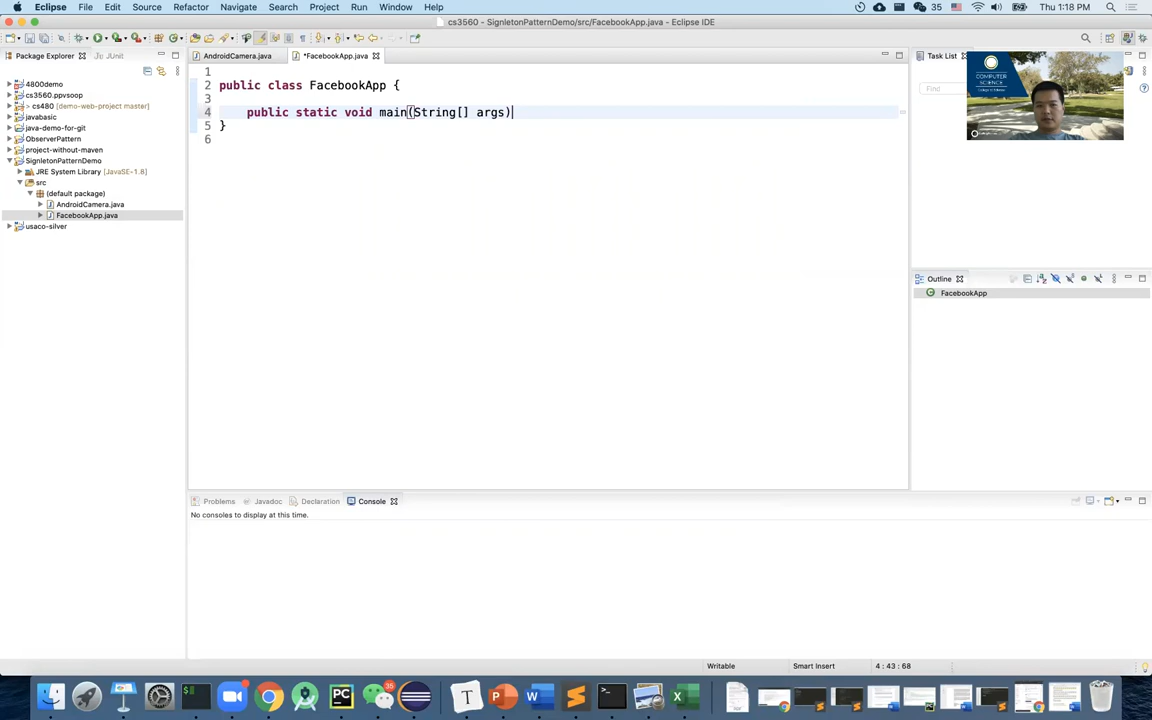 Eclipse File Edit Source Refactor Navigate Search Project Run Window Help 35 Thu 1:18 PM
cs3560 - SignletonPatternDemo/src/FacebookApp.java - Eclipse IDE
Package Explorer JUnit
AndroidCamera.java *FacebookApp.java
Task List
Find
COMPUTER
SCIENCE
4800demo
cs3560.ppvsoop
cs480 [demo-web-project master]
javabasic
java-demo-for-git
ObserverPattern
project-without-maven
SignletonPatternDemo
JRE System Library [JavaSE-1.8]
src
(default package)
AndroidCamera.java
FacebookApp.java
usaco-silver
1
2 public class FacebookApp {
3
4 public static void main(String[] args)
5 }
6
Outline
FacebookApp
Problems Javadoc Declaration Console
No consoles to display at this time.
Writable Smart Insert 4 : 43 : 68
35